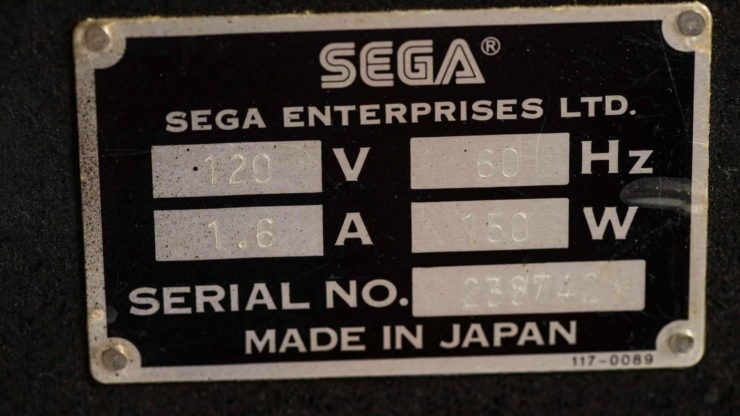 SEGA®
SEGA ENTERPRISES LTD.
120 V 60 Hz
1.6 A 150 W
SERIAL NO.
MADE IN JAPAN
117-0089